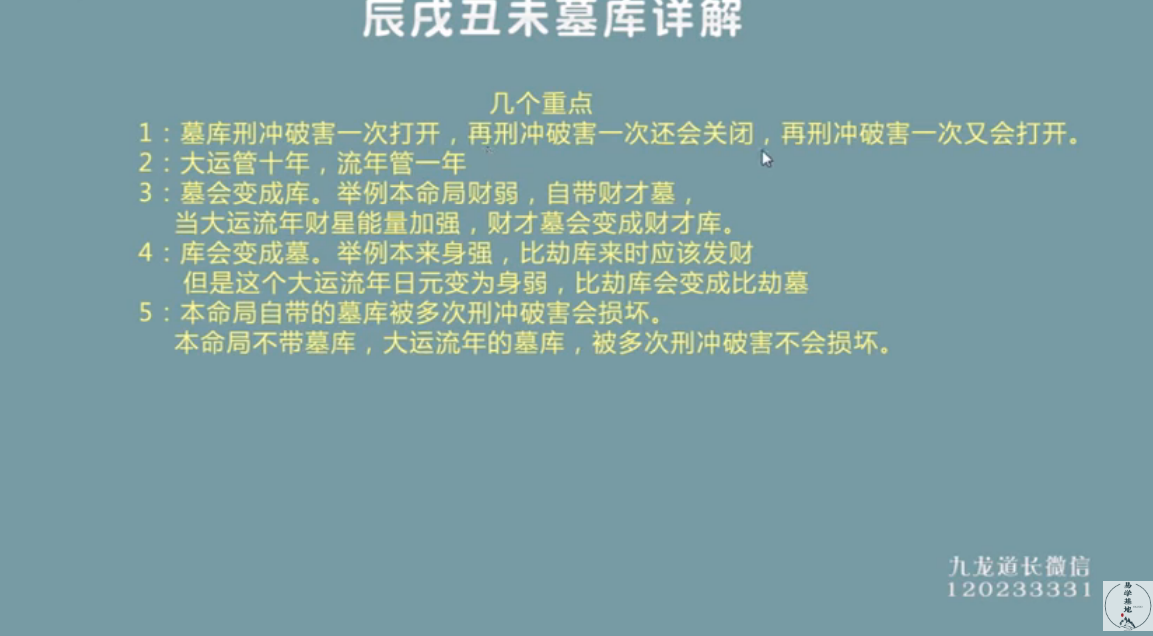 辰戌丑未墓库详解
几个重点
1：墓库刑冲破害一次打开，再刑冲破害一次还会关闭，再刑冲破害一次又会打开。
2：大运管十年，流年管一年
3：墓会变成库。举例本命局财弱，自带财才墓，
当大运流年财星能量加强，财才墓会变成财才库。
4：库会变成墓。举例本来身强，比劫库来时应该发财
但是这个大运流年日元变为身弱，比劫库会变成比劫墓
5：本命局自带的墓库被多次刑冲破害会损坏。
本命局不带墓库，大运流年的墓库，被多次刑冲破害不会损坏。
九龙道长微信
120233331
易学基地